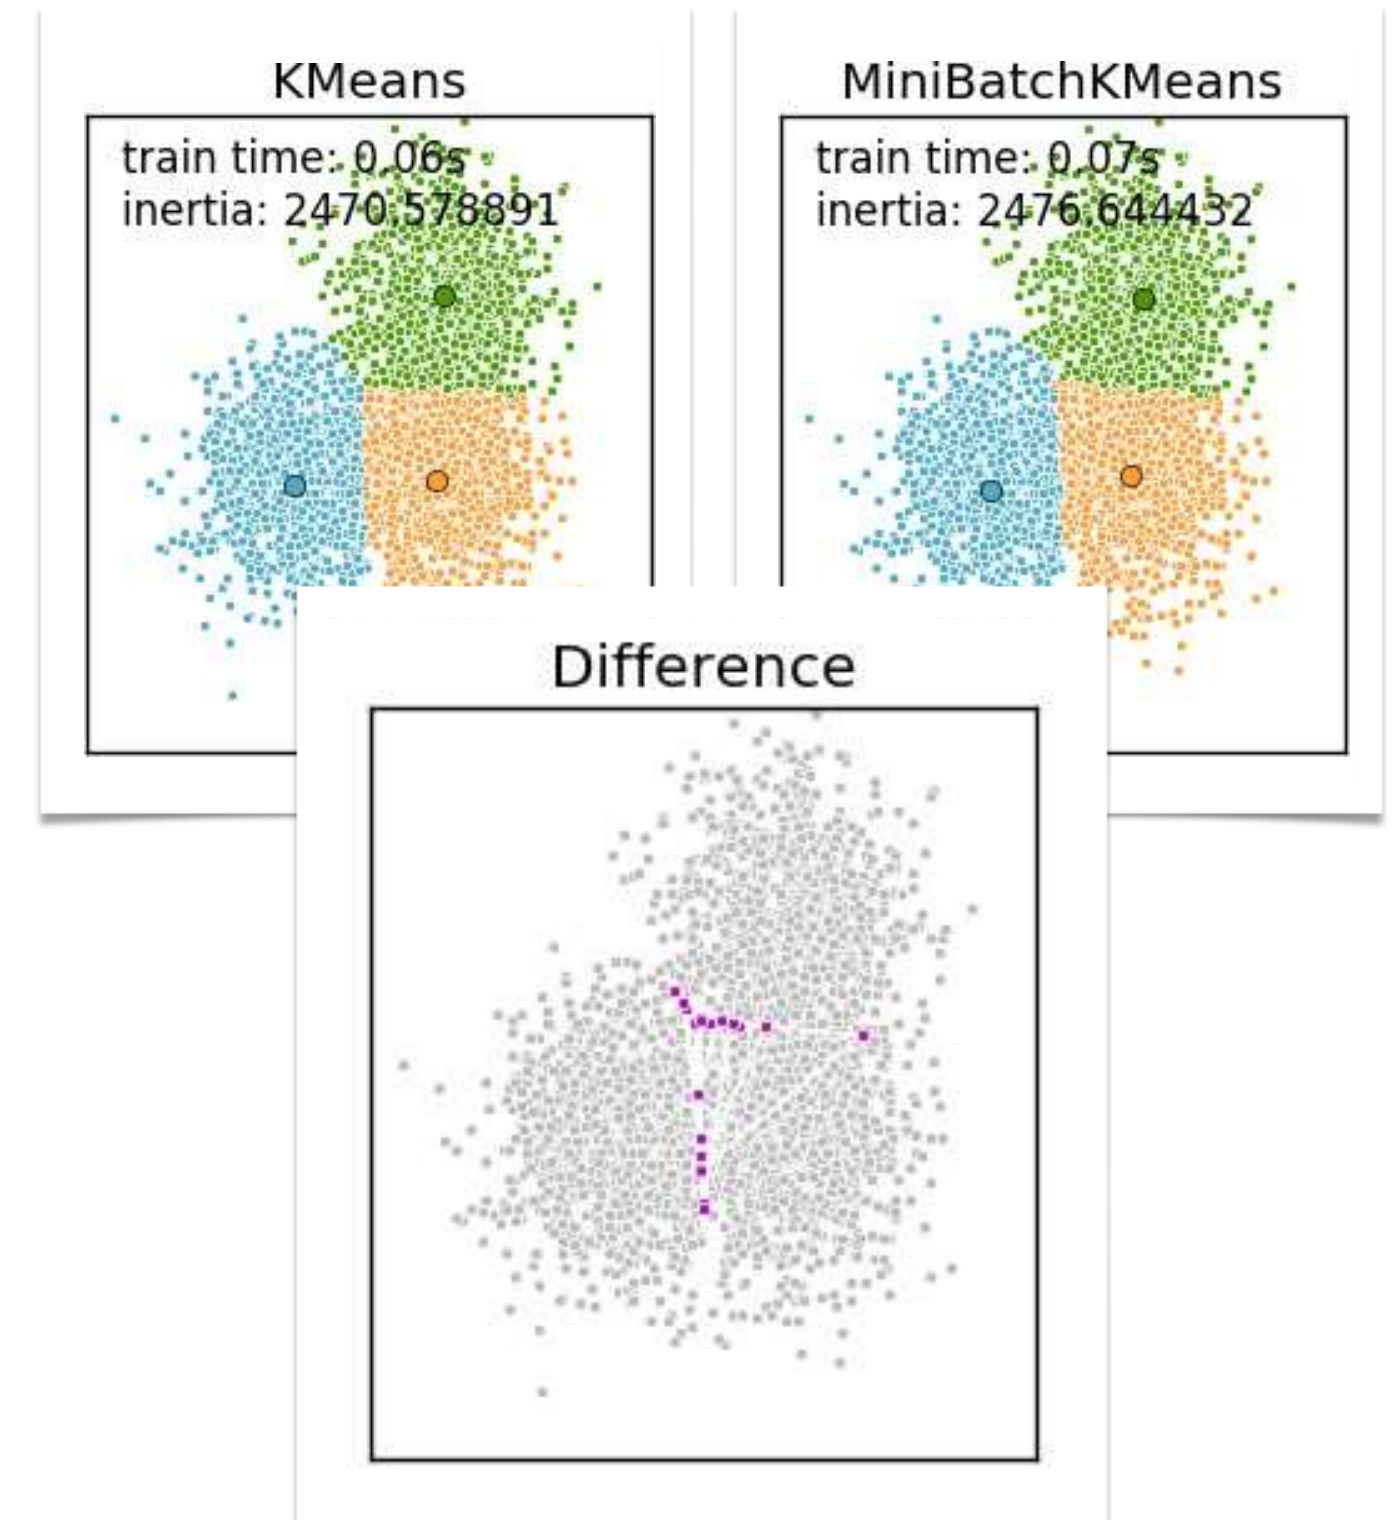 KMeans
train time: 0.06s
inertia: 2470.578891
MiniBatchKMeans
train time: 0.07s
inertia: 2476.644432
Difference